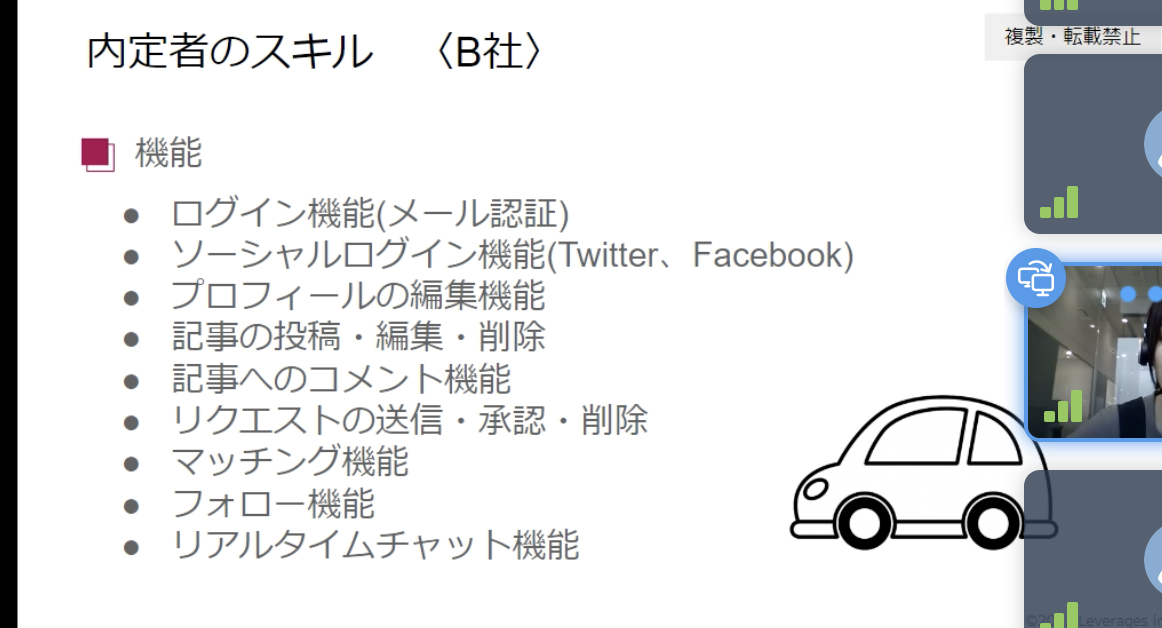 内定者のスキル　〈B社〉
複製・転載禁止
機能
● ログイン機能(メール認証)
● ソーシャルログイン機能(Twitter、Facebook)
● プロフィールの編集機能
● 記事の投稿・編集・削除
● 記事へのコメント機能
● リクエストの送信・承認・削除
● マッチング機能
● フォロー機能
● リアルタイムチャット機能
Leverages